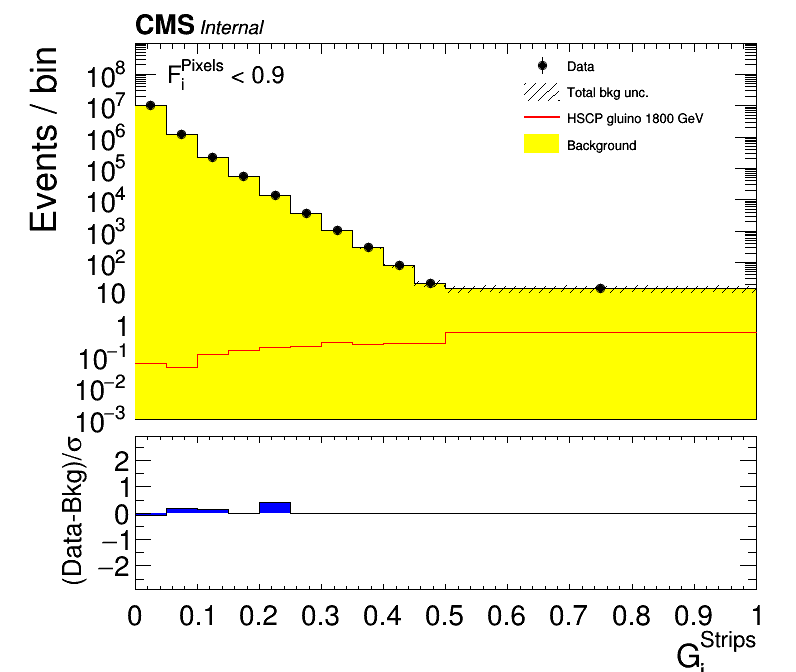 CMS Internal
F_i^Pixels < 0.9
Data
Total bkg unc.
HSCP gluino 1800 GeV
Background
Events / bin
10^8
10^7
10^6
10^5
10^4
10^3
10^2
10
1
10^−1
10^−2
10^−3
(Data-Bkg)/σ
2
1
0
−1
−2
0 0.1 0.2 0.3 0.4 0.5 0.6 0.7 0.8 0.9 1
G_i^Strips